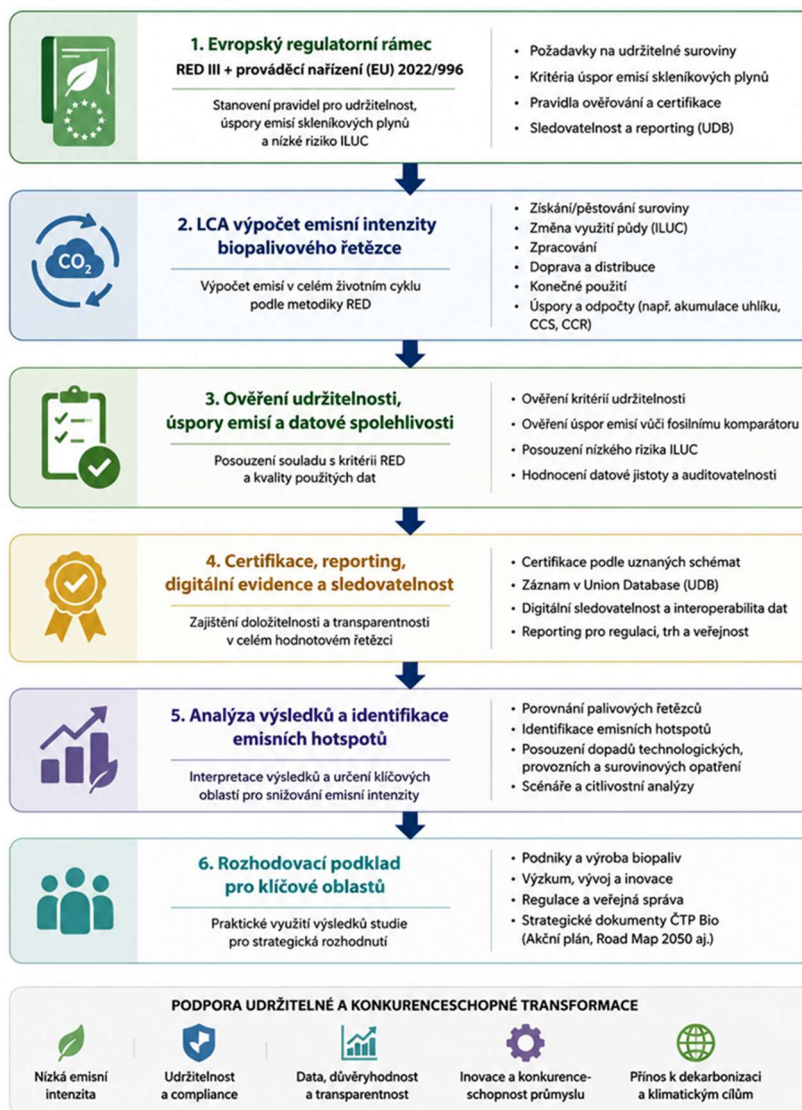 1. Evropský regulatorní rámec
RED III + prováděcí nařízení (EU) 2022/996
Stanovení pravidel pro udržitelnost,
úspory emisí skleníkových plynů
a nízké riziko ILUC
• Požadavky na udržitelné suroviny
• Kritéria úspor emisí skleníkových plynů
• Pravidla ověřování a certifikace
• Sledovatelnost a reporting (UDB)
CO₂
2. LCA výpočet emisní intenzity
biopalivového řetězce
Výpočet emisí v celém životním cyklu
podle metodiky RED
• Získání/pěstování suroviny
• Změna využití půdy (ILUC)
• Zpracování
• Doprava a distribuce
• Konečné použití
• Úspory a odpočty (např. akumulace uhlíku,
CCS, CCR)
3. Ověření udržitelnosti,
úspory emisí a datové spolehlivosti
Posouzení souladu s kritérii RED
a kvality použitých dat
• Ověření kritérií udržitelnosti
• Ověření úspor emisí vůči fosilnímu komparátoru
• Posouzení nízkého rizika ILUC
• Hodnocení datové jistoty a auditovatelnosti
4. Certifikace, reporting,
digitální evidence a sledovatelnost
Zajištění doložitelnosti a transparentnosti
v celém hodnotovém řetězci
• Certifikace podle uznaných schémat
• Záznam v Union Database (UDB)
• Digitální sledovatelnost a interoperabilita dat
• Reporting pro regulaci, trh a veřejnost
5. Analýza výsledků a identifikace
emisních hotspotů
Interpretace výsledků a určení klíčových
oblastí pro snižování emisní intenzity
• Porovnání palivových řetězců
• Identifikace emisních hotspotů
• Posouzení dopadů technologických,
provozních a surovinových opatření
• Scénáře a citlivostní analýzy
6. Rozhodovací podklad
pro klíčové oblastů
Praktické využití výsledků studie
pro strategická rozhodnutí
• Podniky a výroba biopaliv
• Výzkum, vývoj a inovace
• Regulace a veřejná správa
• Strategické dokumenty ČTP Bio
(Akční plán, Road Map 2050 aj.)
PODPORA UDRŽITELNÉ A KONKURENCESCHOPNÉ TRANSFORMACE
Nízká emisní
intenzita
Udržitelnost
a compliance
Data, důvěryhodnost
a transparentnost
Inovace a konkurence-
schopnost průmyslu
Přínos k dekarbonizaci
a klimatickým cílům